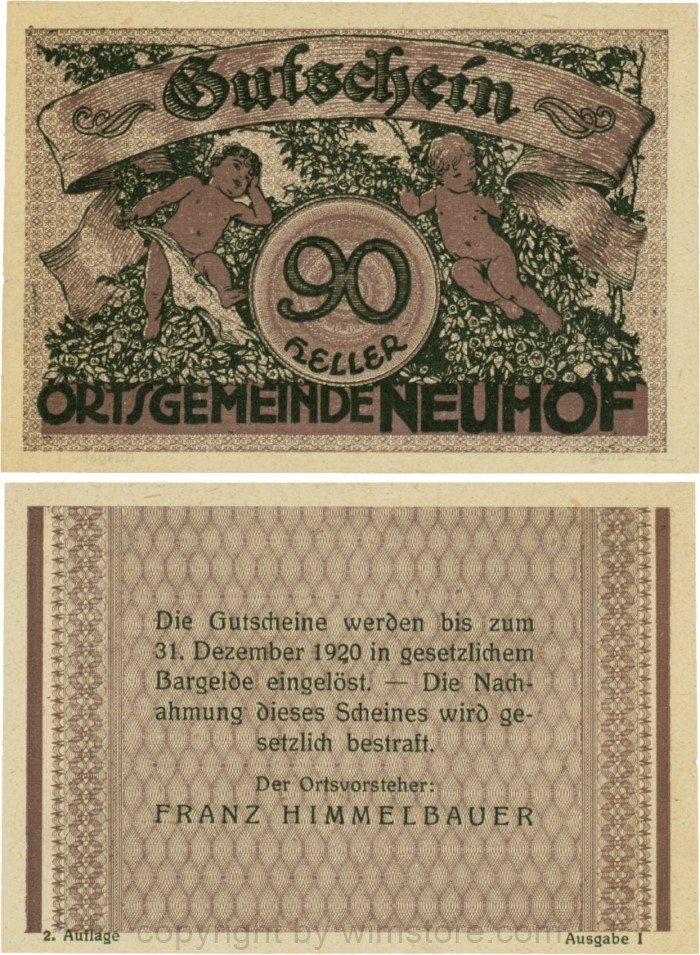 Gutschein
90
HELLER
ORTSGEMEINDE NEUHOF
Die Gutscheine werden bis zum
31. Dezember 1920 in gesetzlichem
Bargelde eingelöst. — Die Nach-
ahmung dieses Scheines wird ge-
setzlich bestraft.
Der Ortsvorsteher:
FRANZ HIMMELBAUER
2. Auflage
copyright by wimstore.com
Ausgabe I